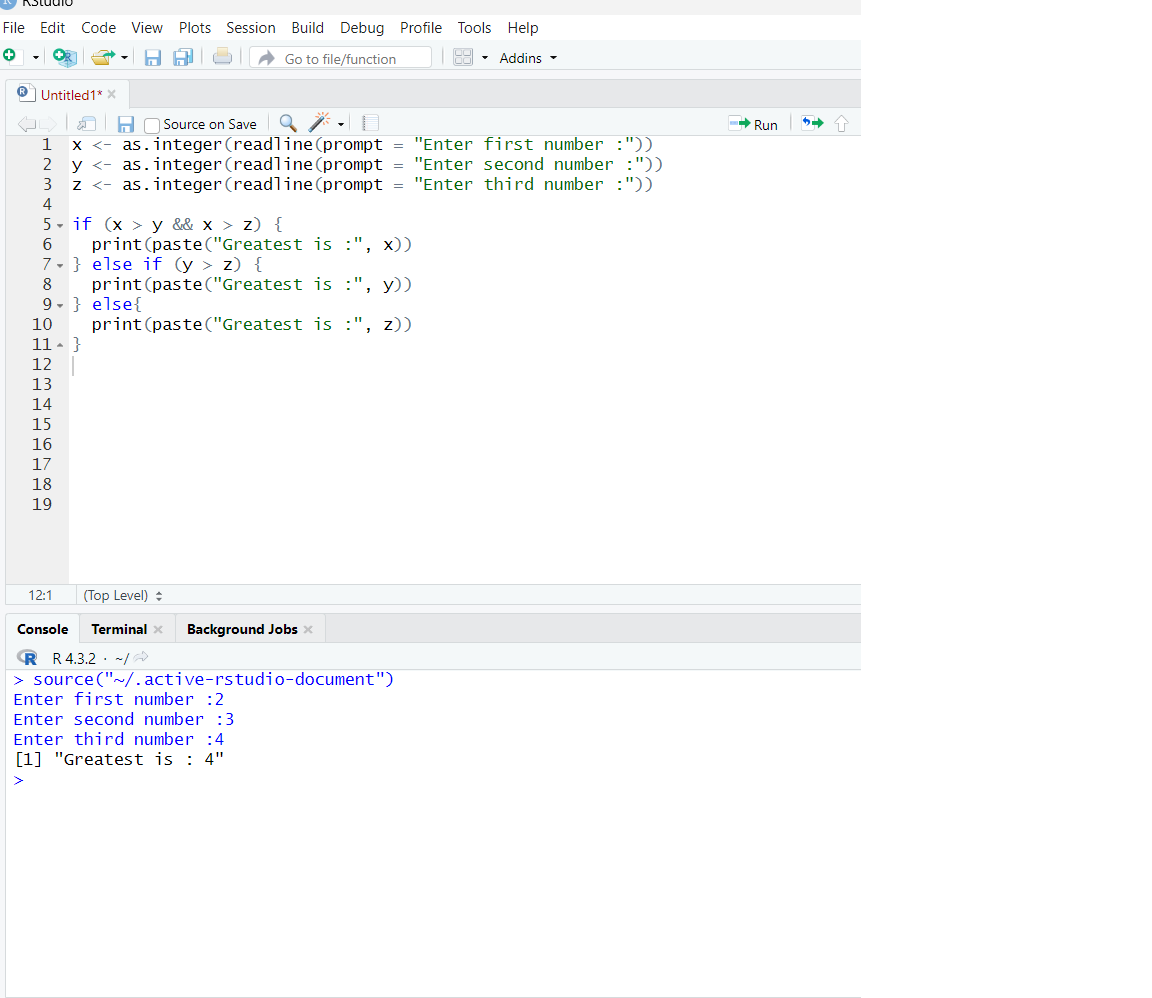 RStudio
File Edit Code View Plots Session Build Debug Profile Tools Help
Go to file/function Addins
Untitled1*
Source on Save Run
1 x <- as.integer(readline(prompt = "Enter first number :"))
2 y <- as.integer(readline(prompt = "Enter second number :"))
3 z <- as.integer(readline(prompt = "Enter third number :"))
4
5 if (x > y && x > z) {
6   print(paste("Greatest is :", x))
7 } else if (y > z) {
8   print(paste("Greatest is :", y))
9 } else{
10   print(paste("Greatest is :", z))
11 }
12
13
14
15
16
17
18
19
12:1 (Top Level)
Console Terminal Background Jobs
R R 4.3.2 · ~/
> source("~/.active-rstudio-document")
Enter first number :2
Enter second number :3
Enter third number :4
[1] "Greatest is : 4"
>